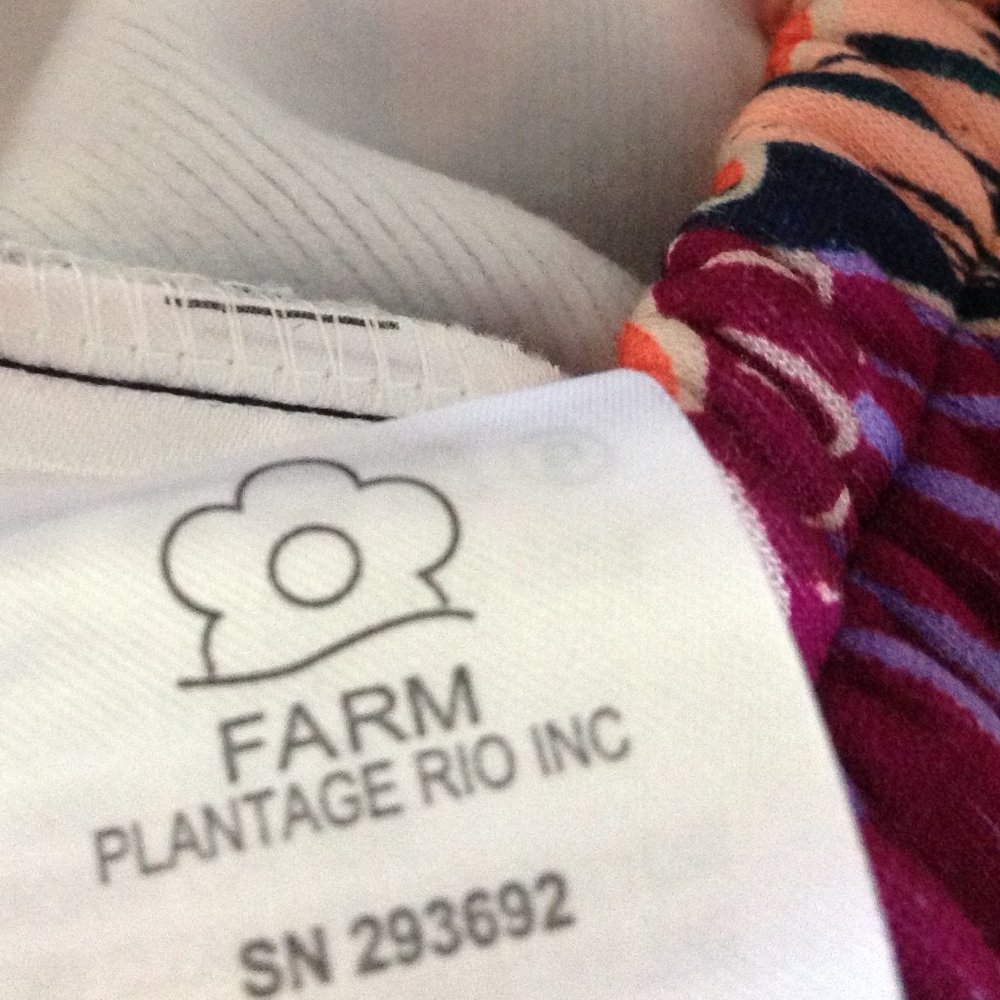 FARM
PLANTAGE RIO INC
SN 293692